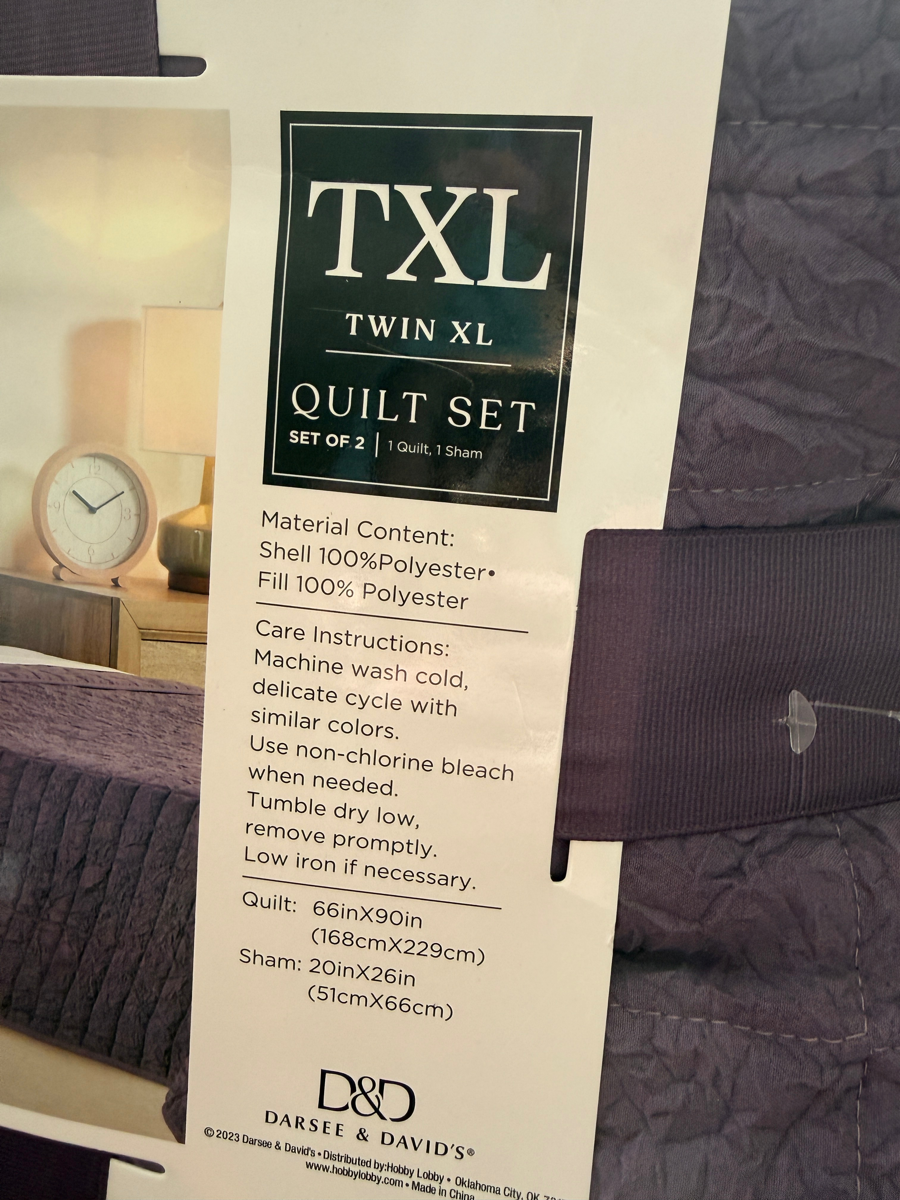 TXL
TWIN XL
QUILT SET
SET OF 2 | 1 Quilt, 1 Sham
Material Content:
Shell 100%Polyester•
Fill 100% Polyester
Care Instructions:
Machine wash cold,
delicate cycle with
similar colors.
Use non-chlorine bleach
when needed.
Tumble dry low,
remove promptly.
Low iron if necessary.
Quilt: 66inX90in
(168cmX229cm)
Sham: 20inX26in
(51cmX66cm)
D&D
DARSEE & DAVID'S®
©2023 Darsee & David's • Distributed by:Hobby Lobby • Oklahoma City, OK
www.hobbylobby.com • Made in China